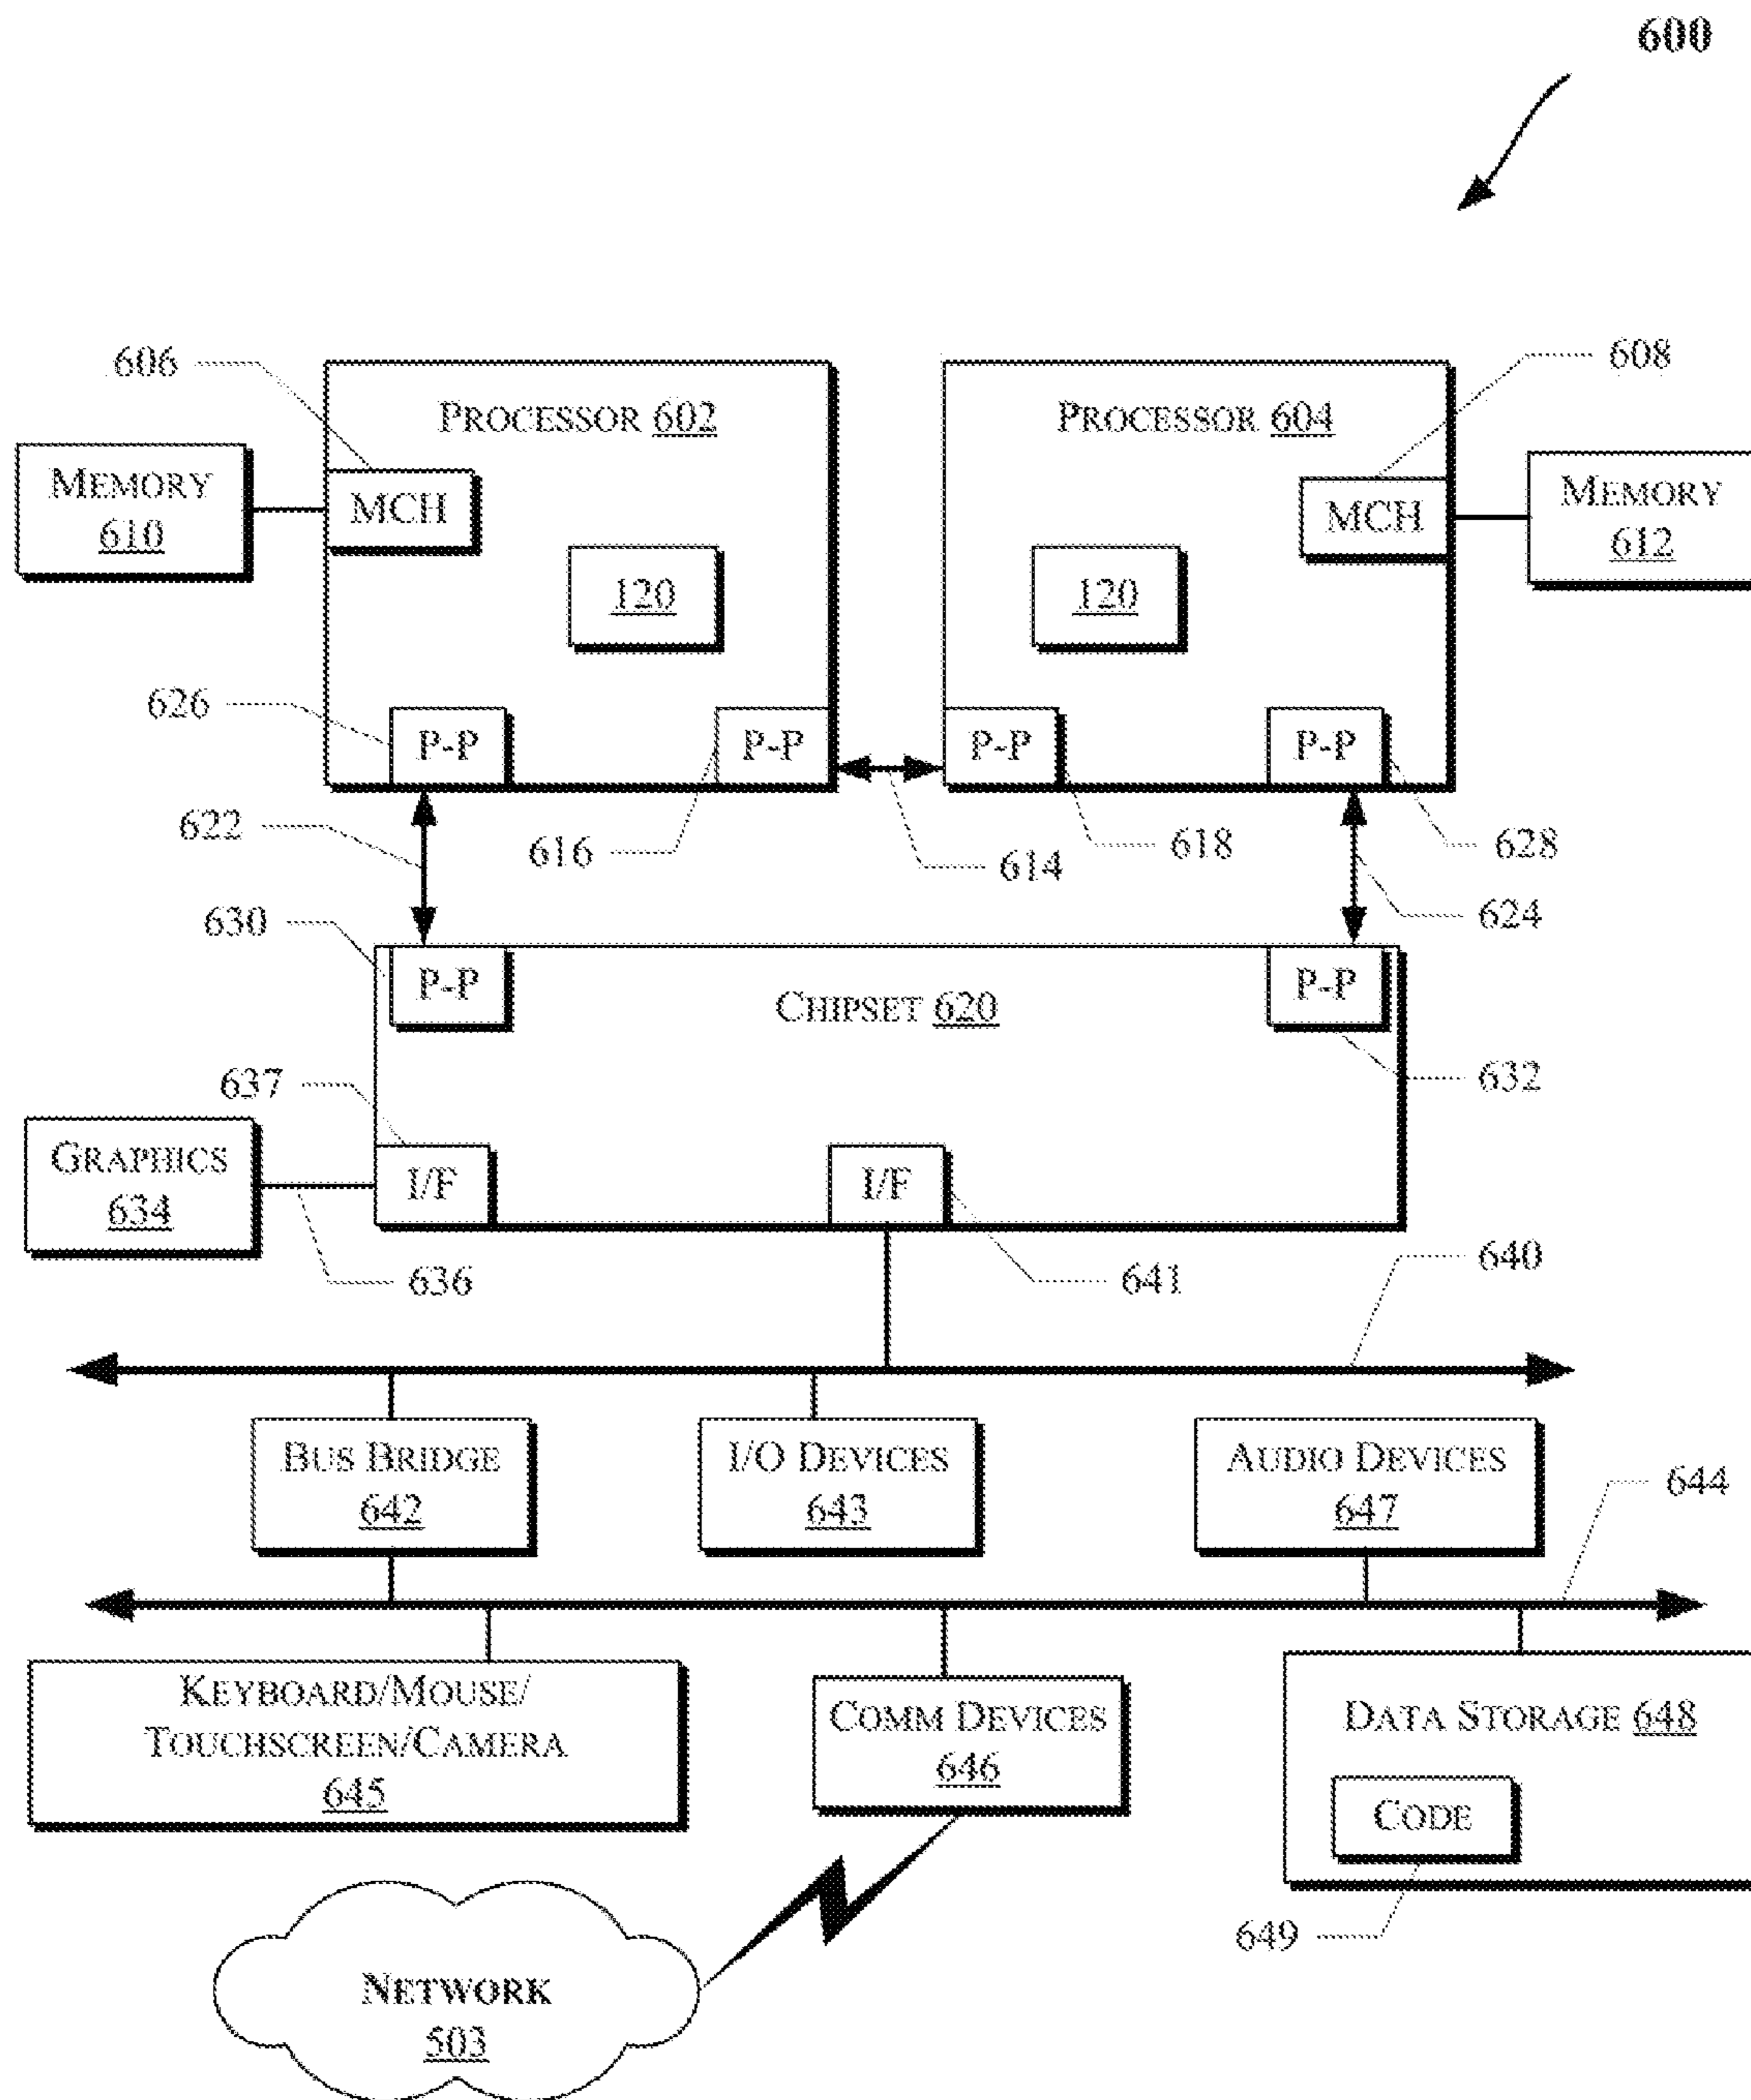 600
606
608
PROCESSOR 602
PROCESSOR 604
MEMORY
610
MCH
MCH
MEMORY
612
120
120
626
P-P
P-P
P-P
P-P
622
616
614
618
628
624
630
P-P
CHIPSET 620
P-P
637
632
GRAPHICS
634
I/F
I/F
636
641
640
BUS BRIDGE
642
I/O DEVICES
643
AUDIO DEVICES
647
644
KEYBOARD/MOUSE/
TOUCHSCREEN/CAMERA
645
COMM DEVICES
646
DATA STORAGE 648
CODE
649
NETWORK
503